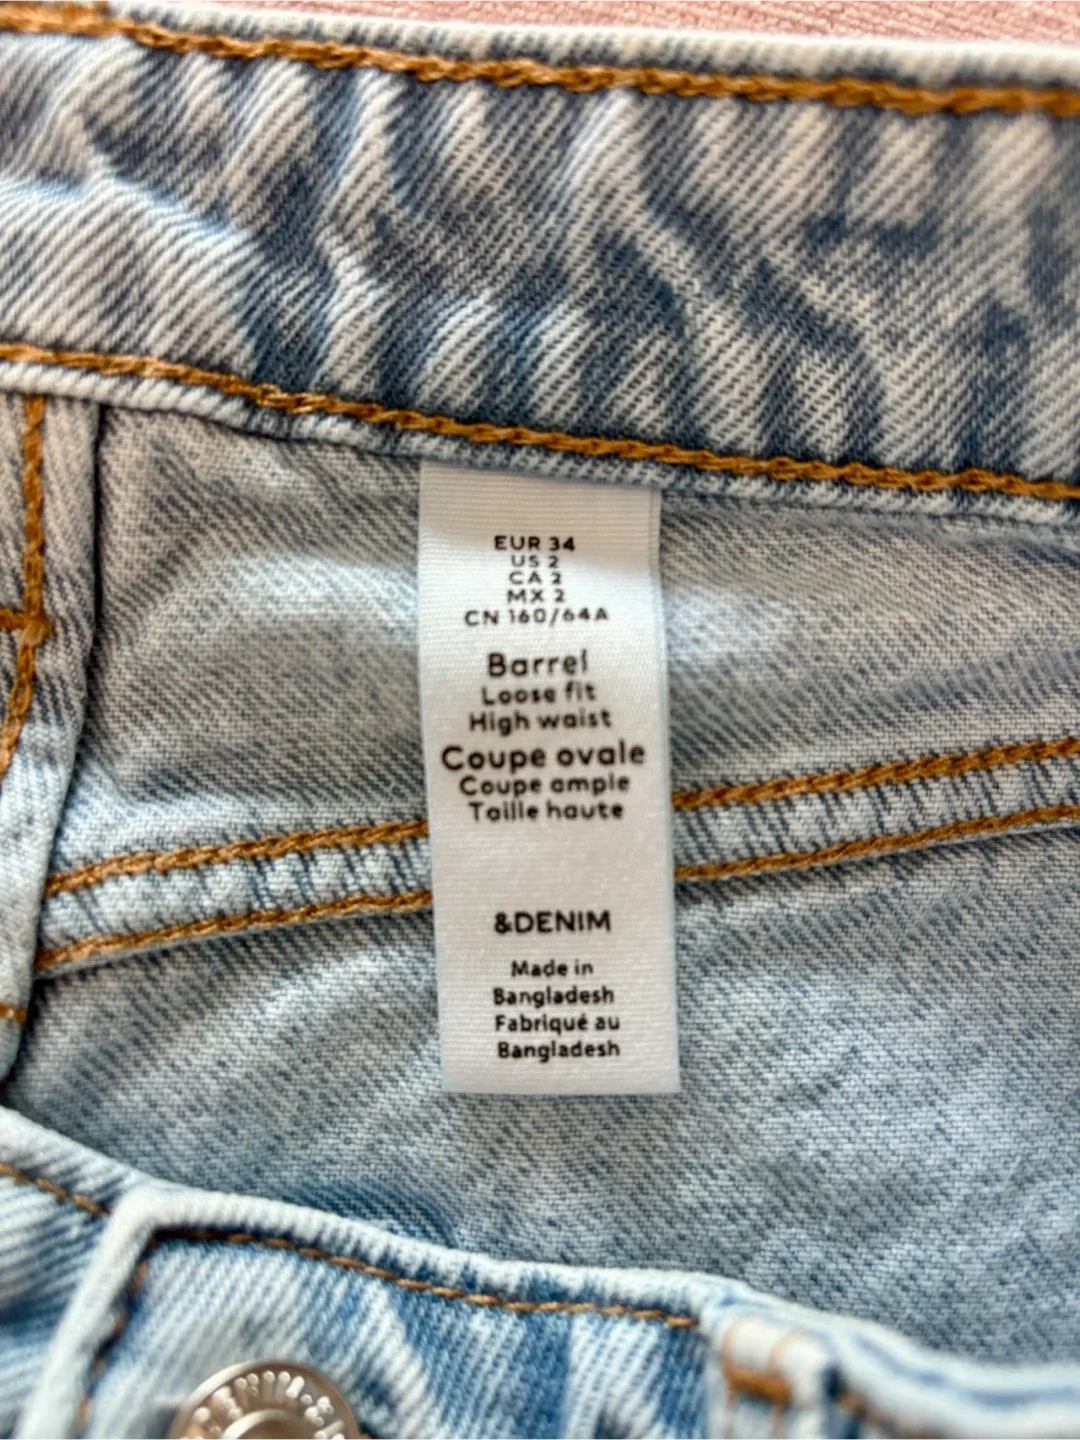 EUR 34
US 2
CA 2
MX 2
CN 160/64A
Barrel
Loose fit
High waist
Coupe ovale
Coupe ample
Taille haute
&DENIM
Made in
Bangladesh
Fabriqué au
Bangladesh